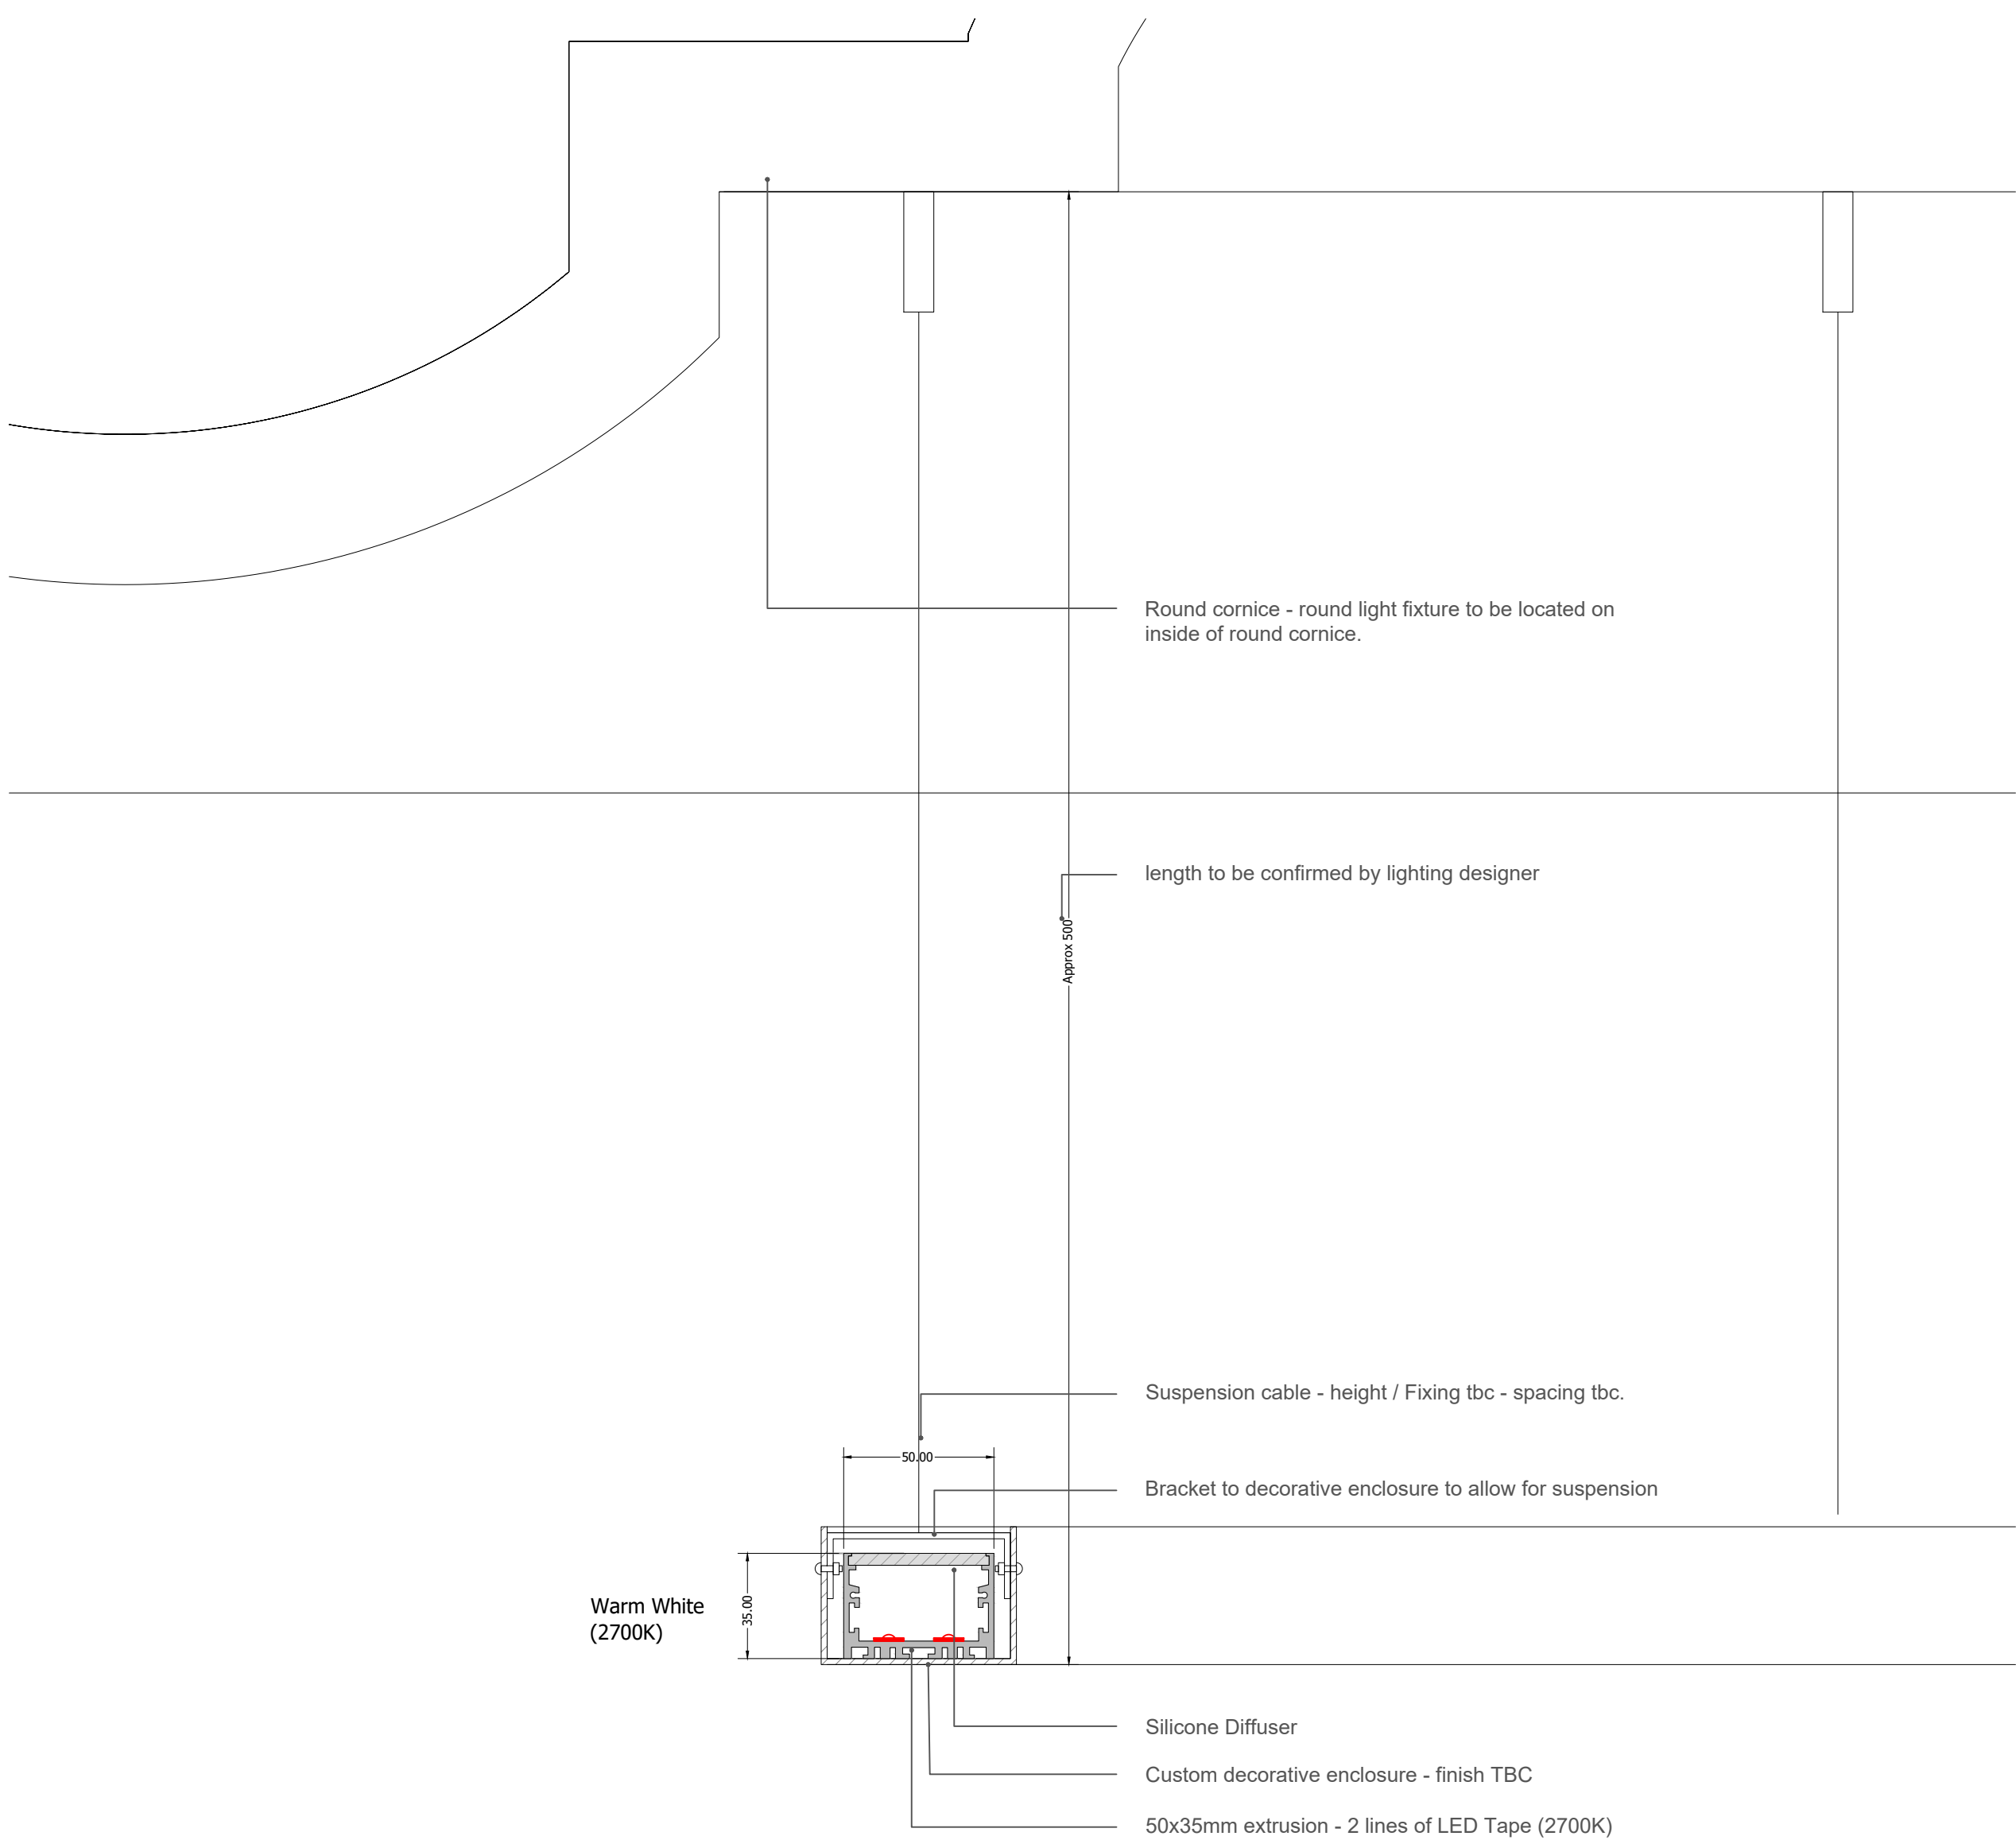 Round cornice - round light fixture to be located on
inside of round cornice.
length to be confirmed by lighting designer
Approx 500
Suspension cable - height / Fixing tbc - spacing tbc.
50.00
Bracket to decorative enclosure to allow for suspension
Warm White
(2700K)
35.00
Silicone Diffuser
Custom decorative enclosure - finish TBC
50x35mm extrusion - 2 lines of LED Tape (2700K)